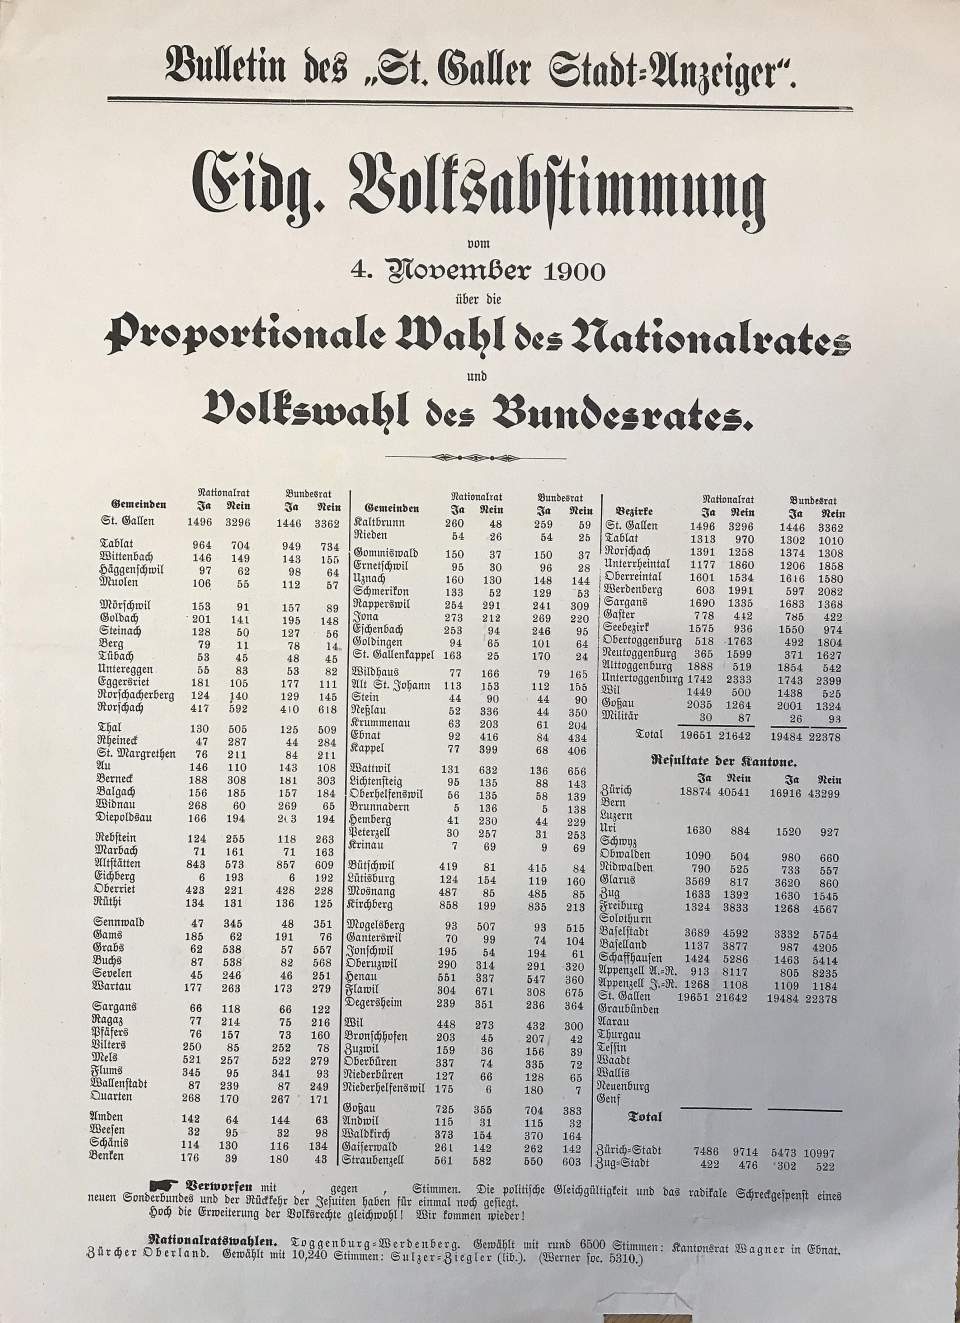 Bulletin des „St. Galler Stadt-Anzeiger“.
Eidg. Volksabstimmung
vom
4. November 1900
über die
Proportionale Wahl des Nationalrates
und
Volkswahl des Bundesrates.
Nationalrat Bundesrat
Gemeinden Ja Nein Ja Nein
St. Gallen 1496 3296 1446 3362
Tablat 964 704 949 734
Wittenbach 146 149 143 155
Häggenschwil 97 62 98 64
Muolen 106 55 112 57
Mörschwil 153 91 157 89
Golbach 201 141 195 148
Steinach 128 50 127 56
Berg 79 11 78 14
Tübach 53 45 48 45
Untereggen 55 83 53 82
Eggersriet 181 105 177 111
Rorschacherberg 124 140 129 145
Rorschach 417 592 410 618
Thal 130 505 125 509
Rheineck 47 287 44 284
St. Margrethen 76 211 84 211
Au 146 110 143 108
Berneck 188 308 181 303
Balgach 156 185 157 184
Widnau 268 60 269 65
Diepoldsau 166 194 203 194
Rebstein 124 255 118 263
Marbach 71 161 71 163
Altstätten 843 573 857 609
Eichberg 6 193 6 192
Oberriet 423 221 428 228
Rüthi 134 131 136 125
Sennwald 47 345 48 351
Gams 185 62 191 76
Grabs 62 538 57 557
Buchs 87 538 82 568
Sevelen 45 246 46 251
Wartau 177 263 173 279
Sargans 66 118 66 122
Ragaz 77 214 75 216
Pfäfers 76 157 73 160
Vilters 250 85 252 78
Mels 521 257 522 279
Flums 345 95 341 93
Wallenstadt 87 239 87 249
Quarten 268 170 267 171
Amden 142 64 144 63
Weesen 32 95 32 98
Schänis 114 130 116 134
Benken 176 39 180 43
Nationalrat Bundesrat
Gemeinden Ja Nein Ja Nein
Kaltbrunn 260 48 259 59
Rieden 54 26 54 25
Gommiswald 150 37 150 37
Ernetschwil 95 30 96 28
Uznach 160 130 148 144
Schmerikon 133 52 129 53
Rapperswil 254 291 241 309
Jona 273 212 269 220
Eschenbach 253 94 246 95
Goldingen 94 65 101 64
St. Gallenkappel 163 25 170 24
Wildhaus 77 166 79 165
Alt St. Johann 113 153 112 155
Stein 44 90 44 90
Neßlau 52 336 44 350
Krummenau 63 203 61 204
Ebnat 92 416 84 434
Kappel 77 399 68 406
Wattwil 131 632 136 656
Lichtensteig 95 135 88 143
Oberhelfenswil 56 135 58 139
Brunnadern 5 136 5 138
Hemberg 41 230 44 229
Peterzell 30 257 31 253
Krinau 7 69 9 69
Bütschwil 419 81 415 84
Lütisburg 124 154 119 160
Mosnang 487 85 485 85
Kirchberg 858 199 835 213
Mogelsberg 93 507 93 515
Ganterswil 70 99 74 104
Jonschwil 195 54 194 61
Oberuzwil 290 314 291 320
Henau 551 337 547 360
Flawil 304 671 308 675
Degersheim 239 351 236 364
Wil 448 273 432 300
Bronschhofen 203 45 207 42
Zuzwil 159 36 156 39
Oberbüren 337 74 335 72
Niederbüren 127 66 128 65
Niederhelfenswil 175 6 180 7
Goßau 725 355 704 383
Andwil 115 31 115 32
Waldkirch 373 154 370 164
Gaiserwald 261 142 262 142
Straubenzell 561 582 550 603
Nationalrat Bundesrat
Bezirke Ja Nein Ja Nein
St. Gallen 1496 3296 1446 3362
Tablat 1313 970 1302 1010
Rorschach 1391 1258 1374 1308
Unterrheintal 1177 1860 1206 1858
Oberreintal 1601 1534 1616 1580
Werdenberg 603 1991 597 2082
Sargans 1690 1335 1683 1368
Gaster 778 442 785 422
Seebezirk 1575 936 1550 974
Obertoggenburg 518 1763 492 1804
Neutoggenburg 365 1599 371 1627
Alttoggenburg 1888 519 1854 542
Untertoggenburg 1742 2333 1743 2399
Wil 1449 500 1438 525
Goßau 2035 1264 2001 1324
Militär 30 87 26 93
Total 19651 21642 19484 22378
Resultate der Kantone.
Ja Nein Ja Nein
Zürich 18874 40541 16916 43299
Bern
Luzern
Uri 1630 884 1520 927
Schwyz
Obwalden 1090 504 980 660
Nidwalden 790 525 733 557
Glarus 3569 817 3620 860
Zug 1633 1392 1630 1545
Freiburg 1324 3833 1268 4567
Solothurn
Baselstadt 3689 4592 3332 5754
Baselland 1137 3877 987 4205
Schaffhausen 1424 5286 1463 5414
Appenzell A.-R. 913 8117 805 8235
Appenzell J.-R. 1268 1108 1109 1184
St. Gallen 19651 21642 19484 22378
Graubünden
Aarau
Thurgau
Tessin
Waadt
Wallis
Neuenburg
Genf
Total
Zürich-Stadt 7486 9714 5473 10997
Zug-Stadt 422 476 302 522
Verworfen mit , gegen , Stimmen. Die politische Gleichgültigkeit und das radikale Schreckgespenst eines
neuen Sonderbundes und der Rückkehr der Jesuiten haben für einmal noch gesiegt.
Hoch die Erweiterung der Volksrechte gleichwohl! Wir kommen wieder!
Nationalratswahlen. Toggenburg-Werdenberg. Gewählt mit rund 6500 Stimmen: Kantonsrat Wagner in Ebnat.
Zürcher Oberland. Gewählt mit 10,240 Stimmen: Sulzer-Ziegler (lib.). (Werner soc. 5310.)